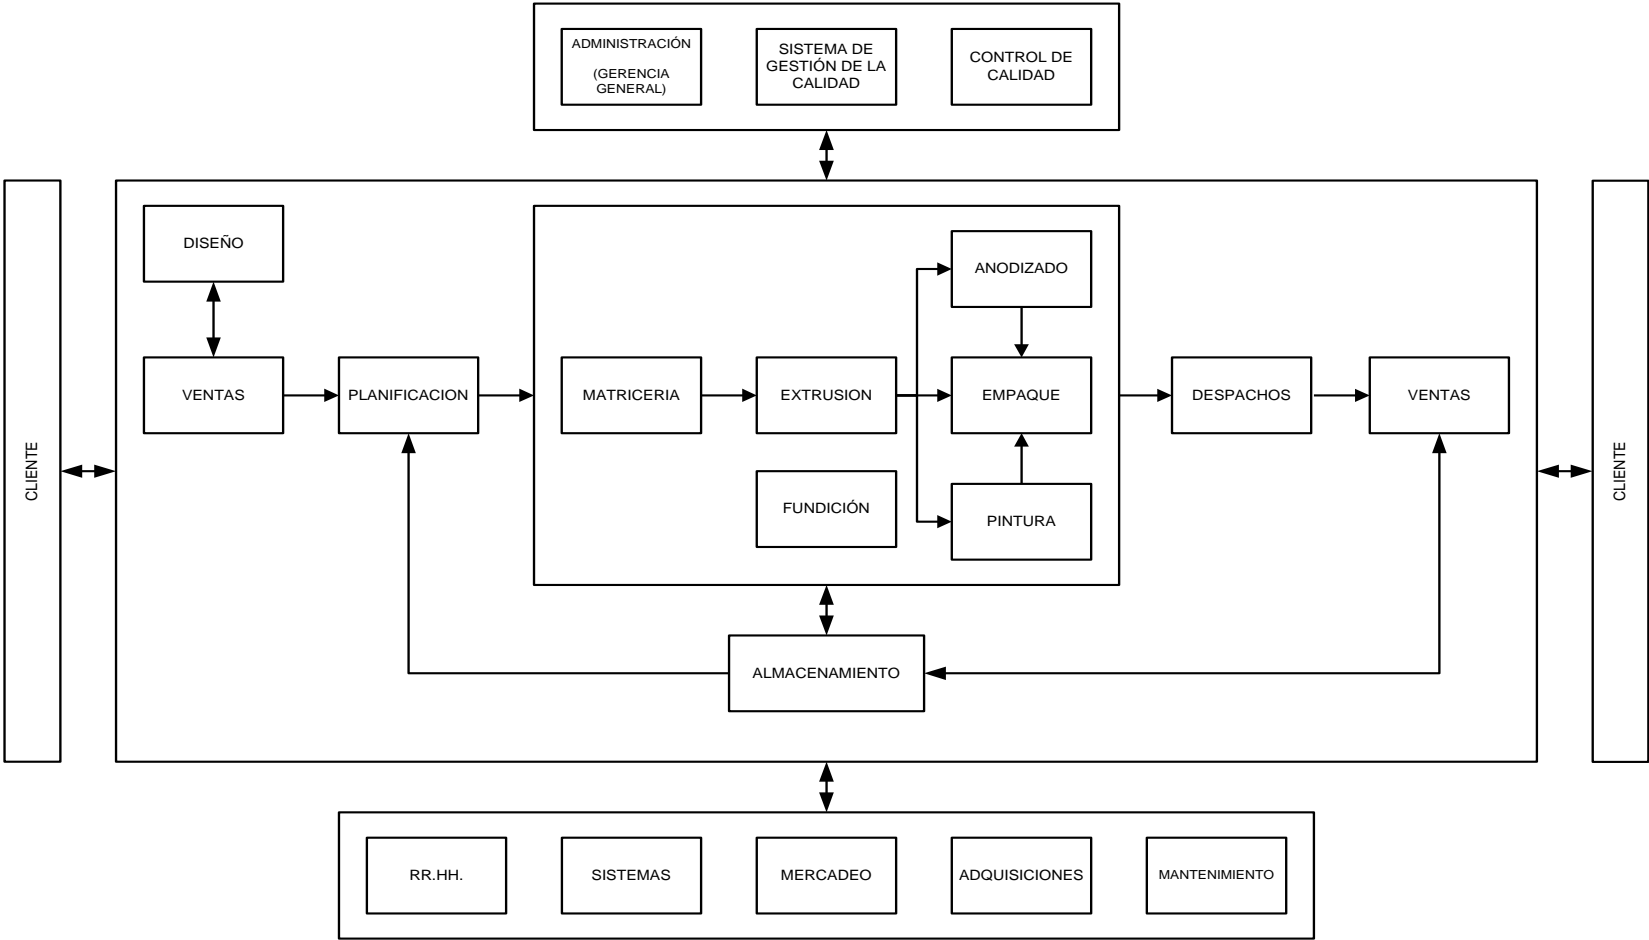 ADMINISTRACIÓN
(GERENCIA
GENERAL)
SISTEMA DE
GESTIÓN DE LA
CALIDAD
CONTROL DE
CALIDAD
CLIENTE
DISEÑO
VENTAS
PLANIFICACION
MATRICERIA
EXTRUSION
FUNDICIÓN
ANODIZADO
EMPAQUE
PINTURA
DESPACHOS
VENTAS
ALMACENAMIENTO
CLIENTE
RR.HH.
SISTEMAS
MERCADEO
ADQUISICIONES
MANTENIMIENTO